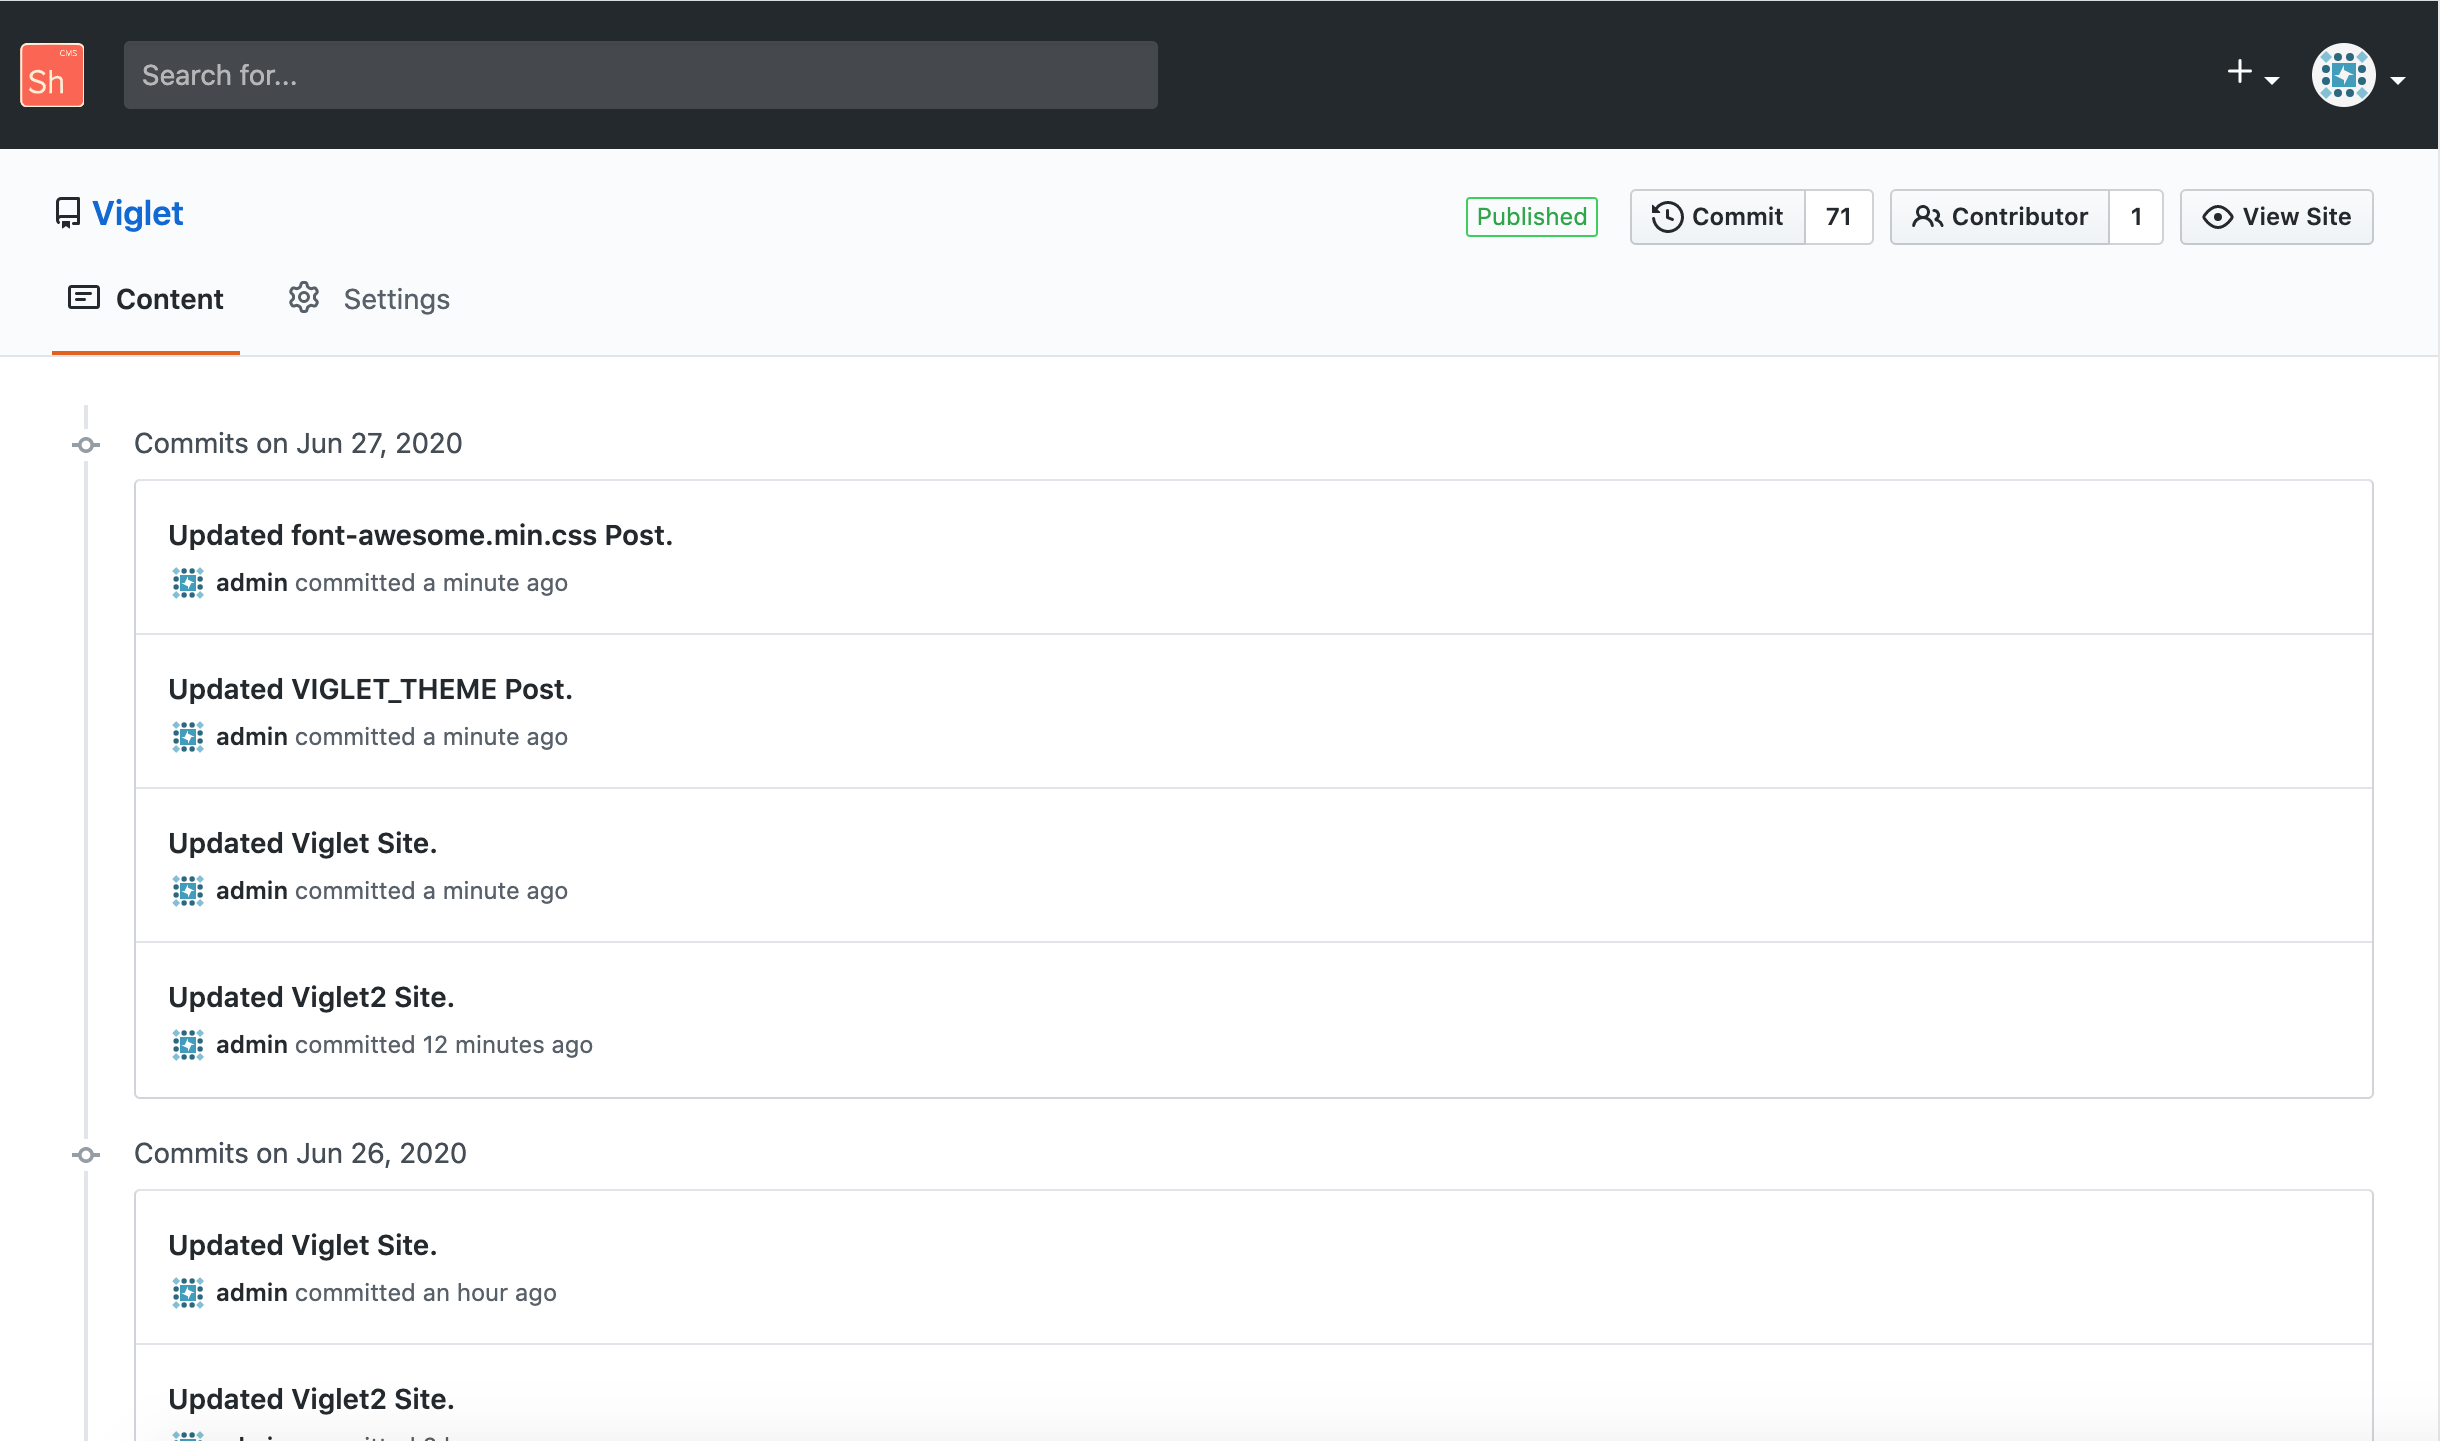 CMS
Sh
Search for...
Viglet
Published
Commit 71
Contributor 1
View Site
Content
Settings
Commits on Jun 27, 2020
Updated font-awesome.min.css Post.
admin committed a minute ago
Updated VIGLET_THEME Post.
admin committed a minute ago
Updated Viglet Site.
admin committed a minute ago
Updated Viglet2 Site.
admin committed 12 minutes ago
Commits on Jun 26, 2020
Updated Viglet Site.
admin committed an hour ago
Updated Viglet2 Site.